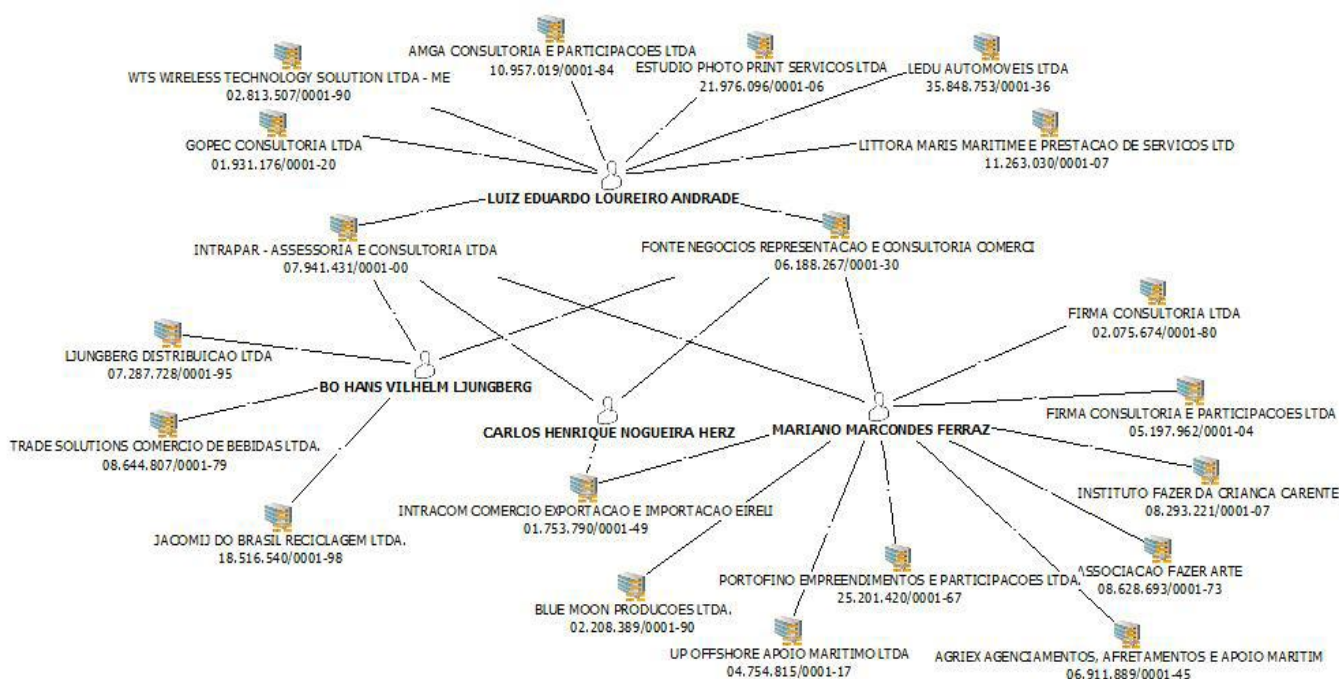 AMGA CONSULTORIA E PARTICIPACOES LTDA
10.957.019/0001-84
WTS WIRELESS TECHNOLOGY SOLUTION LTDA - ME
02.813.507/0001-90
ESTUDIO PHOTO PRINT SERVICOS LTDA
21.976.096/0001-06
LEDU AUTOMOVEIS LTDA
35.848.753/0001-36
GOPEC CONSULTORIA LTDA
01.931.176/0001-20
LITTORA MARIS MARITIME E PRESTACAO DE SERVICOS LTD
11.263.030/0001-07
LUIZ EDUARDO LOUREIRO ANDRADE
INTRAPAR - ASSESSORIA E CONSULTORIA LTDA
07.941.431/0001-00
FONTE NEGOCIOS REPRESENTACAO E CONSULTORIA COMERCI
06.188.267/0001-30
FIRMA CONSULTORIA LTDA
02.075.674/0001-80
LJUNGBERG DISTRIBUICAO LTDA
07.287.728/0001-95
BO HANS VILHELM LJUNGBERG
FIRMA CONSULTORIA E PARTICIPACOES LTDA
05.197.962/0001-04
CARLOS HENRIQUE NOGUEIRA HERZ
MARIANO MARCONDES FERRAZ
TRADE SOLUTIONS COMERCIO DE BEBIDAS LTDA.
08.644.807/0001-79
INSTITUTO FAZER DA CRIANCA CARENTE
08.293.221/0001-07
INTRACOM COMERCIO EXPORTACAO E IMPORTACAO EIRELI
01.753.790/0001-49
JACOMIJ DO BRASIL RECICLAGEM LTDA.
18.516.540/0001-98
PORTOFINO EMPREENDIMENTOS E PARTICIPACOES LTDA.
25.201.420/0001-67
ASSOCIACAO FAZER ARTE
08.628.693/0001-73
BLUE MOON PRODUCOES LTDA.
02.208.389/0001-90
UP OFFSHORE APOIO MARITIMO LTDA
04.754.815/0001-17
AGRIEX AGENCIAMENTOS, AFRETAMENTOS E APOIO MARITIM
06.911.889/0001-45